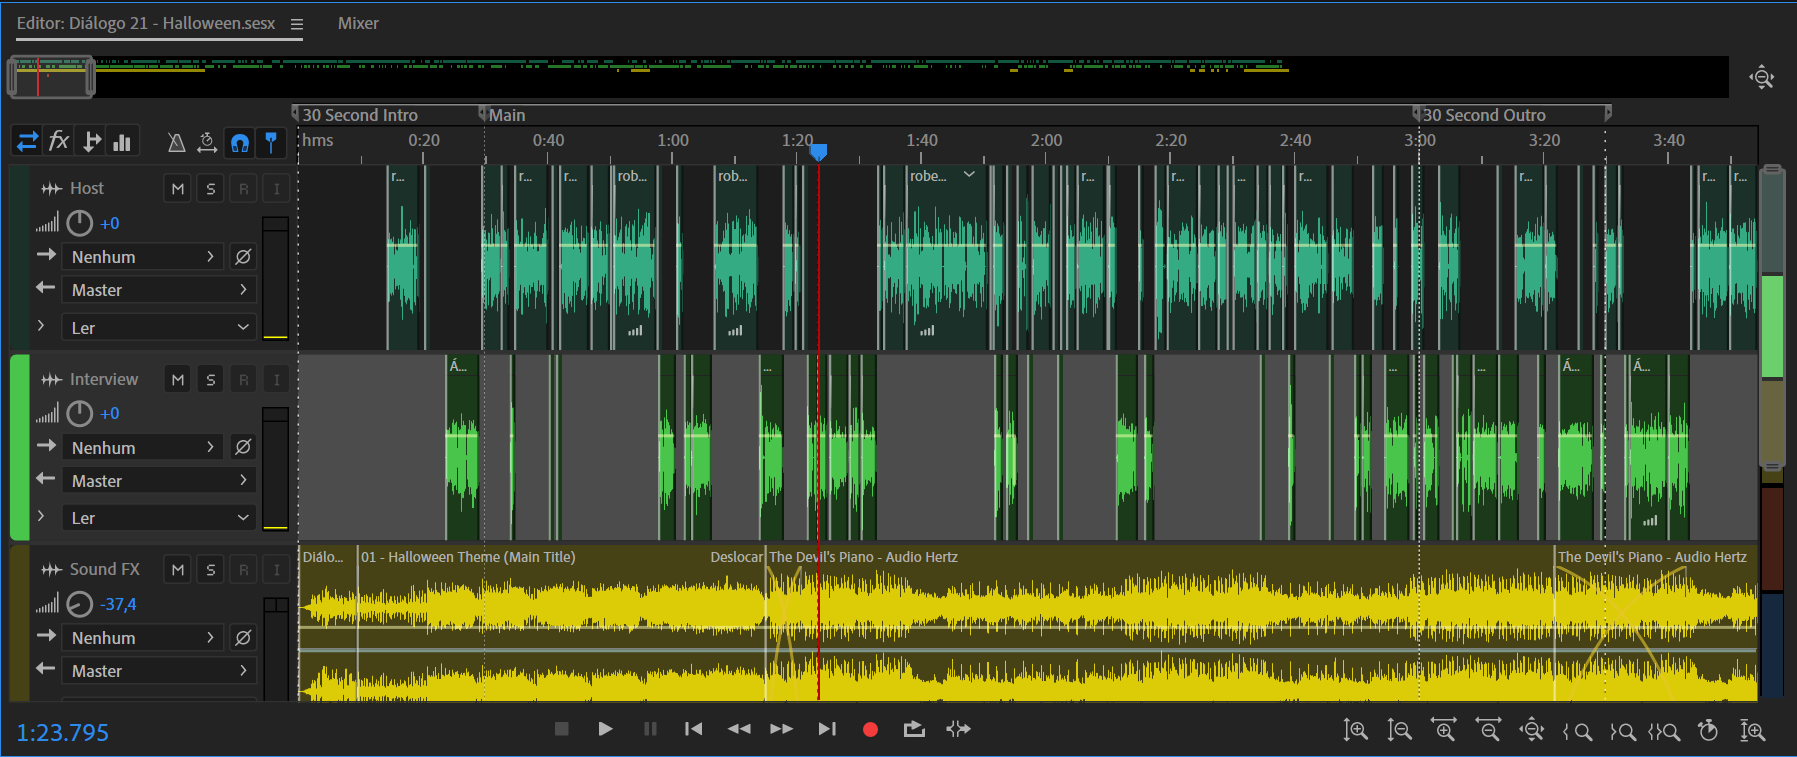 Editor: Diálogo 21 - Halloween.sesx Mixer
30 Second Intro Main 30 Second Outro
fx hms 0:20 0:40 1:00 1:20 1:40 2:00 2:20 2:40 3:00 3:20 3:40
Host M S R I
r... r... r... rob... rob... robe... r... r... ... r... r... r... r...
+0
Nenhum
Master
Ler
Interview M S R I
Á... ... ... ... Á... Á...
+0
Nenhum
Master
Ler
Diálo... 01 - Halloween Theme (Main Title) Deslocar The Devil's Piano - Audio Hertz The Devil's Piano - Audio Hertz
Sound FX M S R I
-37,4
Nenhum
Master
1:23.795